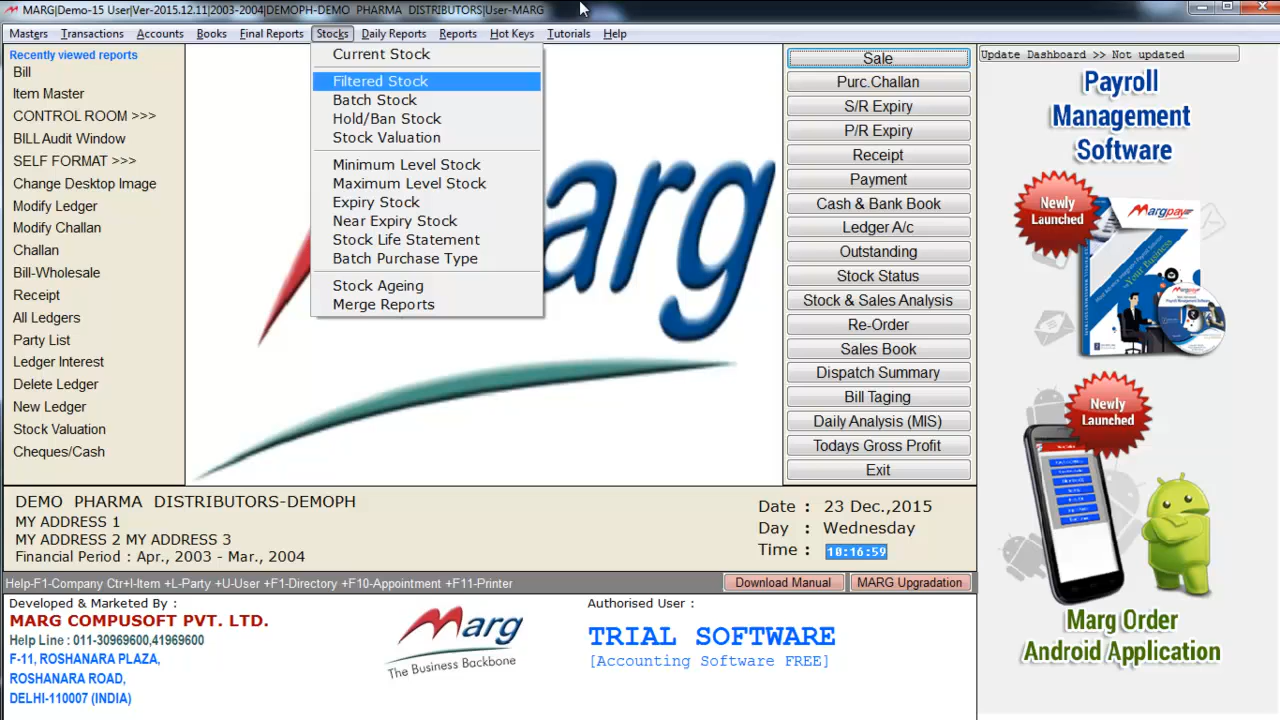 MARG|Demo-15 User|Ver-2015.12.11|2003-2004|DEMOPH-DEMO PHARMA DISTRIBUTORS|User-MARG
Masters Transactions Accounts Books Final Reports Stocks Daily Reports Reports Hot Keys Tutorials Help
Recently viewed reports
Bill
Item Master
CONTROL ROOM >>>
BILL Audit Window
SELF FORMAT >>>
Change Desktop Image
Modify Ledger
Modify Challan
Challan
Bill-Wholesale
Receipt
All Ledgers
Party List
Ledger Interest
Delete Ledger
New Ledger
Stock Valuation
Cheques/Cash
Current Stock
Filtered Stock
Batch Stock
Hold/Ban Stock
Stock Valuation
Minimum Level Stock
Maximum Level Stock
Expiry Stock
Near Expiry Stock
Stock Life Statement
Batch Purchase Type
Stock Ageing
Merge Reports
arg
Sale
Purc.Challan
S/R Expiry
P/R Expiry
Receipt
Payment
Cash & Bank Book
Ledger A/c
Outstanding
Stock Status
Stock & Sales Analysis
Re-Order
Sales Book
Dispatch Summary
Bill Taging
Daily Analysis (MIS)
Todays Gross Profit
Exit
Update Dashboard >> Not updated
Payroll
Management
Software
Newly
Launched
Margpay
Newly
Launched
Marg Order
Android Application
DEMO PHARMA DISTRIBUTORS-DEMOPH
MY ADDRESS 1
MY ADDRESS 2 MY ADDRESS 3
Financial Period : Apr., 2003 - Mar., 2004
Date : 23 Dec.,2015
Day : Wednesday
Time : 10:16:59
Help-F1-Company Ctr+I-Item +L-Party +U-User +F1-Directory +F10-Appointment +F11-Printer
Download Manual
MARG Upgradation
Developed & Marketed By :
MARG COMPUSOFT PVT. LTD.
Help Line : 011-30969600,41969600
F-11, ROSHANARA PLAZA,
ROSHANARA ROAD,
DELHI-110007 (INDIA)
Marg
The Business Backbone
Authorised User :
TRIAL SOFTWARE
[Accounting Software FREE]